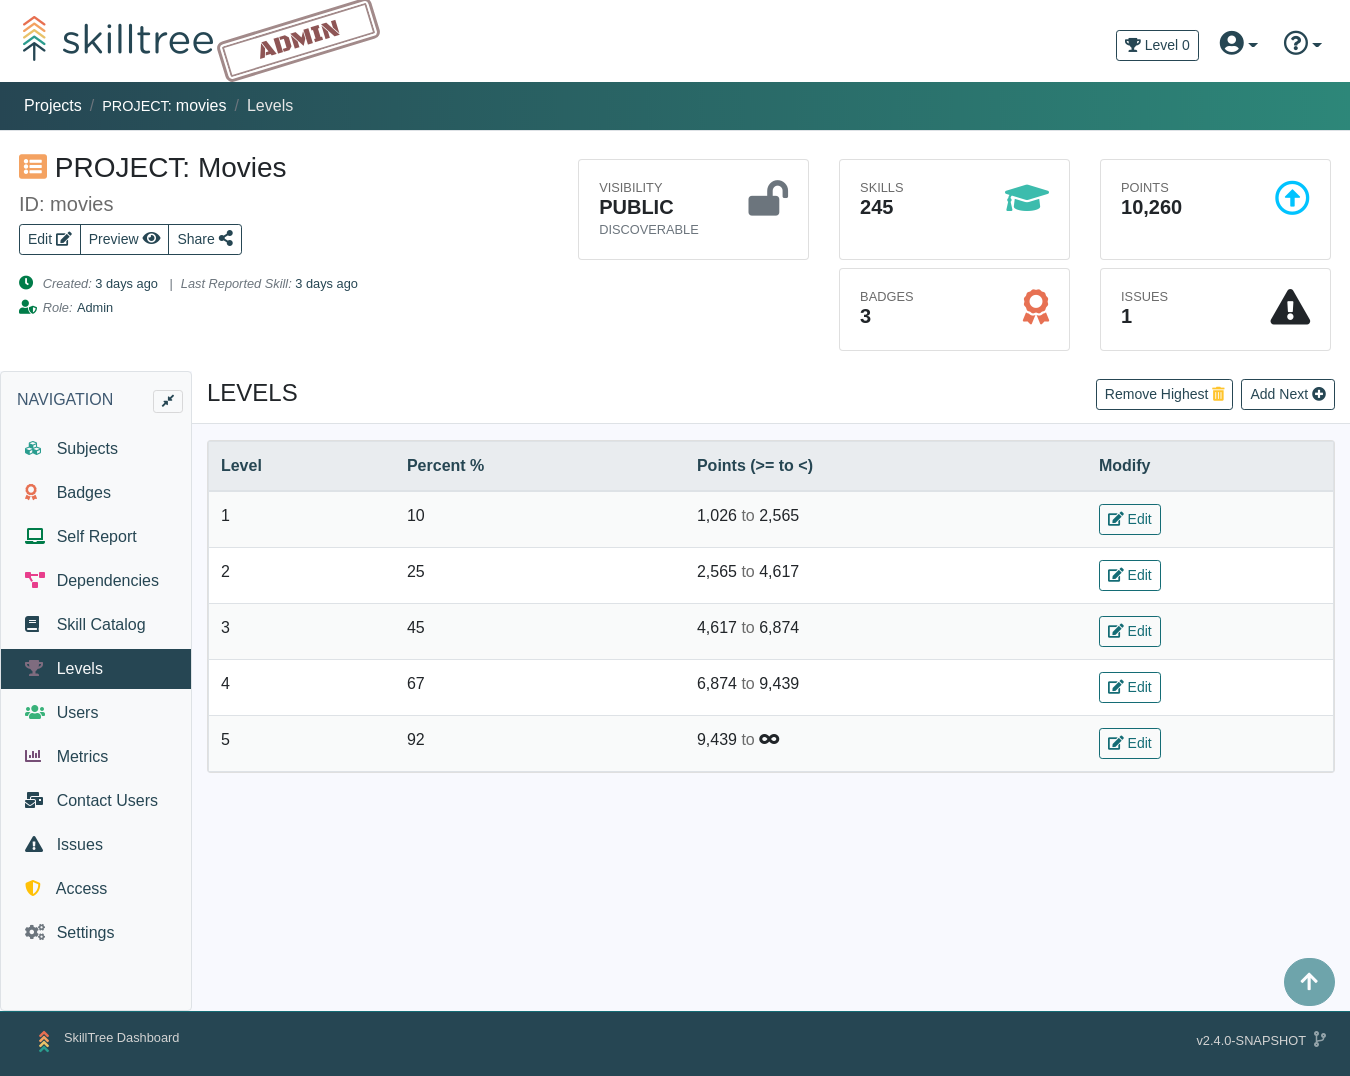 skilltree ADMIN
Level 0
Projects / PROJECT: movies / Levels
PROJECT: Movies
ID: movies
Edit Preview Share
Created: 3 days ago | Last Reported Skill: 3 days ago
Role: Admin
VISIBILITY
PUBLIC
DISCOVERABLE
SKILLS
245
POINTS
10,260
BADGES
3
ISSUES
1
NAVIGATION
Subjects
Badges
Self Report
Dependencies
Skill Catalog
Levels
Users
Metrics
Contact Users
Issues
Access
Settings
LEVELS
Remove Highest Add Next
Level Percent % Points (>= to <) Modify
1 10 1,026 to 2,565 Edit
2 25 2,565 to 4,617 Edit
3 45 4,617 to 6,874 Edit
4 67 6,874 to 9,439 Edit
5 92 9,439 to ∞ Edit
SkillTree Dashboard
v2.4.0-SNAPSHOT